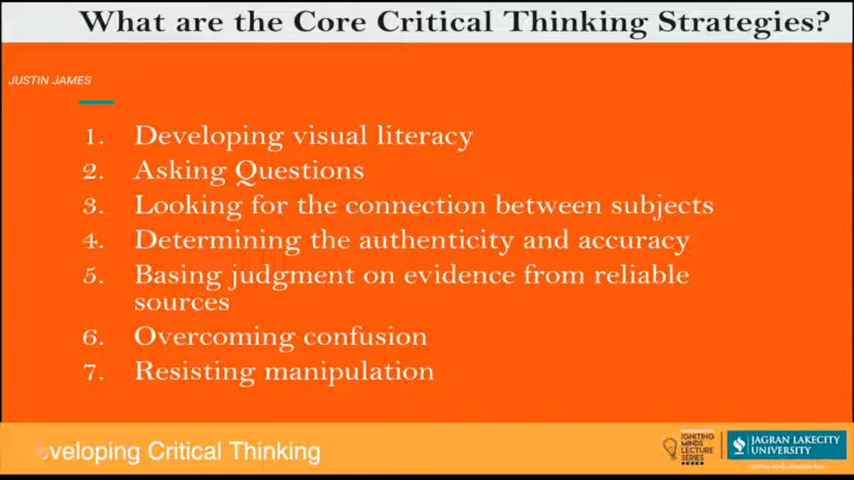 What are the Core Critical Thinking Strategies?
JUSTIN JAMES
1. Developing visual literacy
2. Asking Questions
3. Looking for the connection between subjects
4. Determining the authenticity and accuracy
5. Basing judgment on evidence from reliable
sources
6. Overcoming confusion
7. Resisting manipulation
eveloping Critical Thinking
IGNITING
MINDS
LECTURE
SERIES
JAGRAN LAKECITY
UNIVERSITY